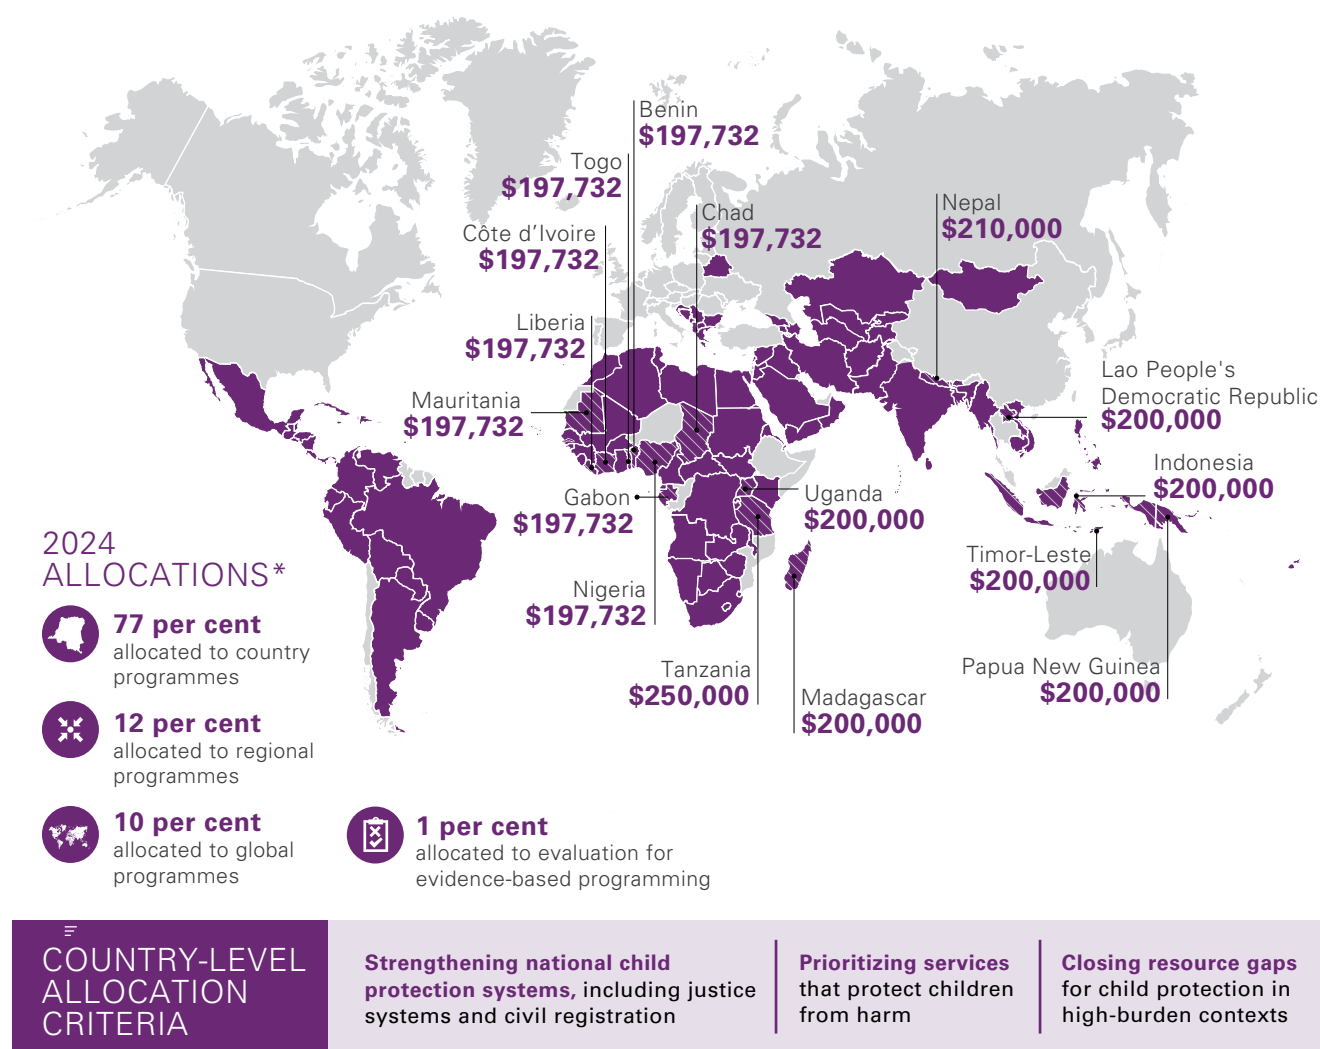 Benin
$197,732
Togo
$197,732
Côte d’Ivoire
$197,732
Chad
$197,732
Nepal
$210,000
Liberia
$197,732
Mauritania
$197,732
Lao People's
Democratic Republic
$200,000
Indonesia
$200,000
Gabon
$197,732
Uganda
$200,000
Timor-Leste
$200,000
Nigeria
$197,732
Tanzania
$250,000
Madagascar
$200,000
Papua New Guinea
$200,000
2024
ALLOCATIONS*
77 per cent
allocated to country
programmes
12 per cent
allocated to regional
programmes
10 per cent
allocated to global
programmes
1 per cent
allocated to evaluation for
evidence-based programming
COUNTRY-LEVEL
ALLOCATION
CRITERIA
Strengthening national child
protection systems, including justice
systems and civil registration
Prioritizing services
that protect children
from harm
Closing resource gaps
for child protection in
high-burden contexts